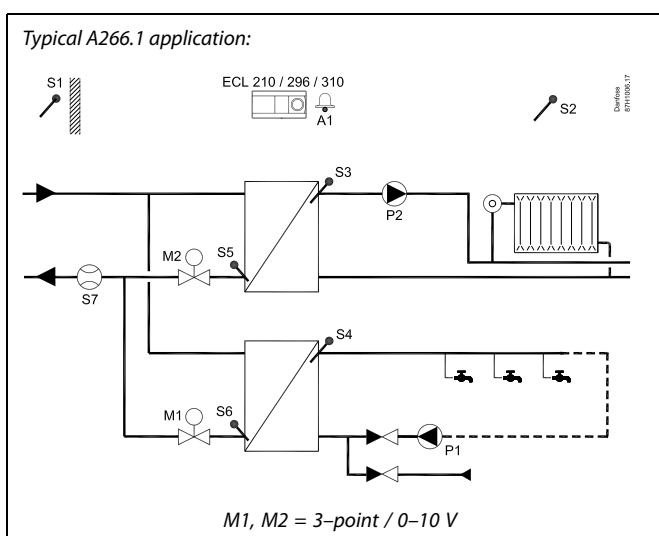 Typical A266.1 application:
S1
ECL 210 / 296 / 310
A1
S2
Danfoss
87H1006.17
S3
P2
M2
S5
S7
S4
M1
S6
P1
M1, M2 = 3–point / 0–10 V